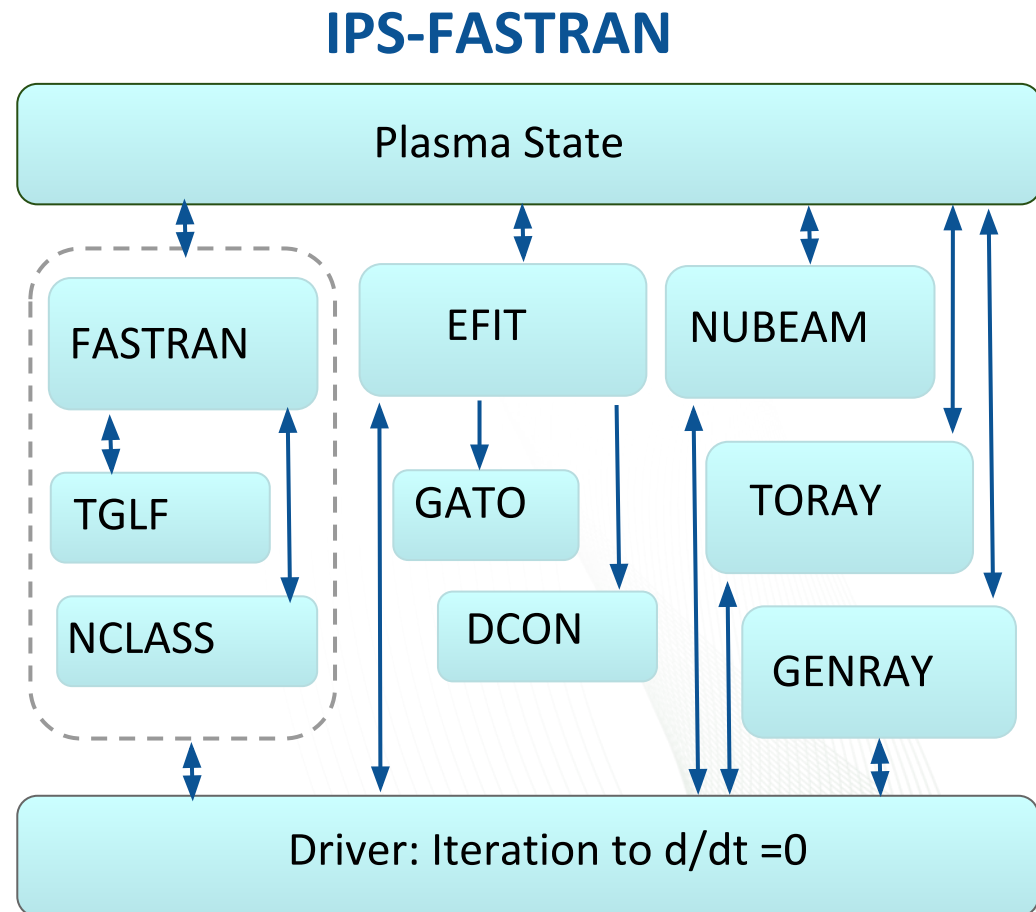 IPS-FASTRAN
Plasma State
FASTRAN
EFIT
NUBEAM
TGLF
GATO
TORAY
NCLASS
DCON
GENRAY
Driver: Iteration to d/dt =0